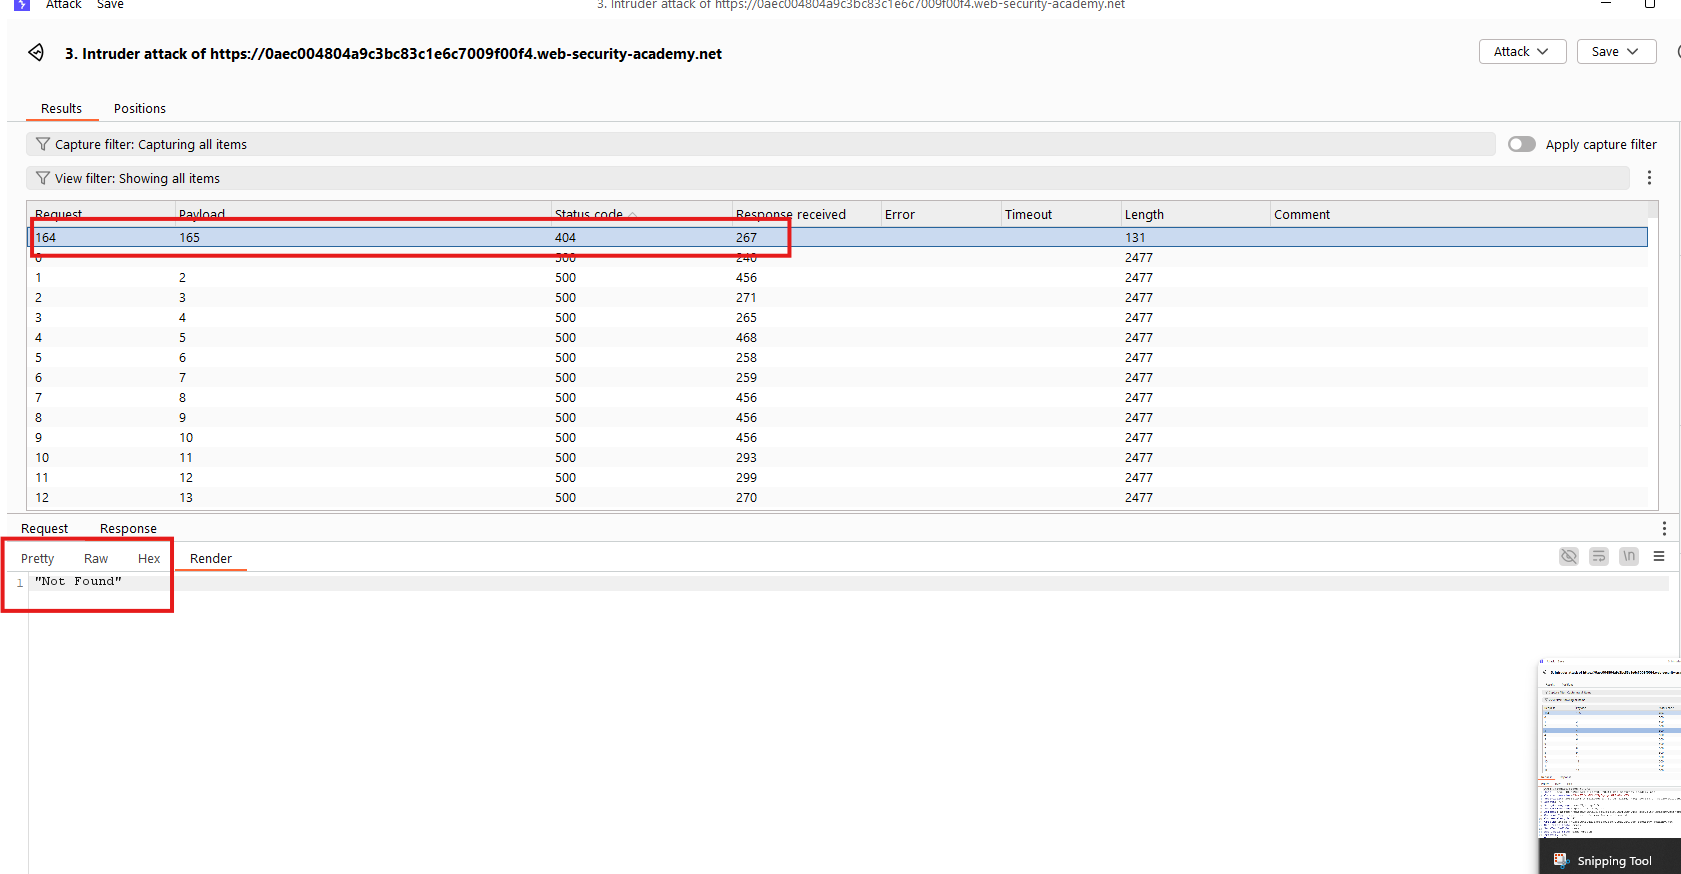 Attack Save 3. Intruder attack of https://0aec004804a9c3bc83c1e6c7009f00f4.web-security-academy.net
3. Intruder attack of https://0aec004804a9c3bc83c1e6c7009f00f4.web-security-academy.net Attack Save
Results Positions
Capture filter: Capturing all items Apply capture filter
View filter: Showing all items
Request Payload Status code Response received Error Timeout Length Comment
164 165 404 267 131
0 500 240 2477
1 2 500 456 2477
2 3 500 271 2477
3 4 500 265 2477
4 5 500 468 2477
5 6 500 258 2477
6 7 500 259 2477
7 8 500 456 2477
8 9 500 456 2477
9 10 500 456 2477
10 11 500 293 2477
11 12 500 299 2477
12 13 500 270 2477
Request Response
Pretty Raw Hex Render \n
1 "Not Found"
Snipping Tool